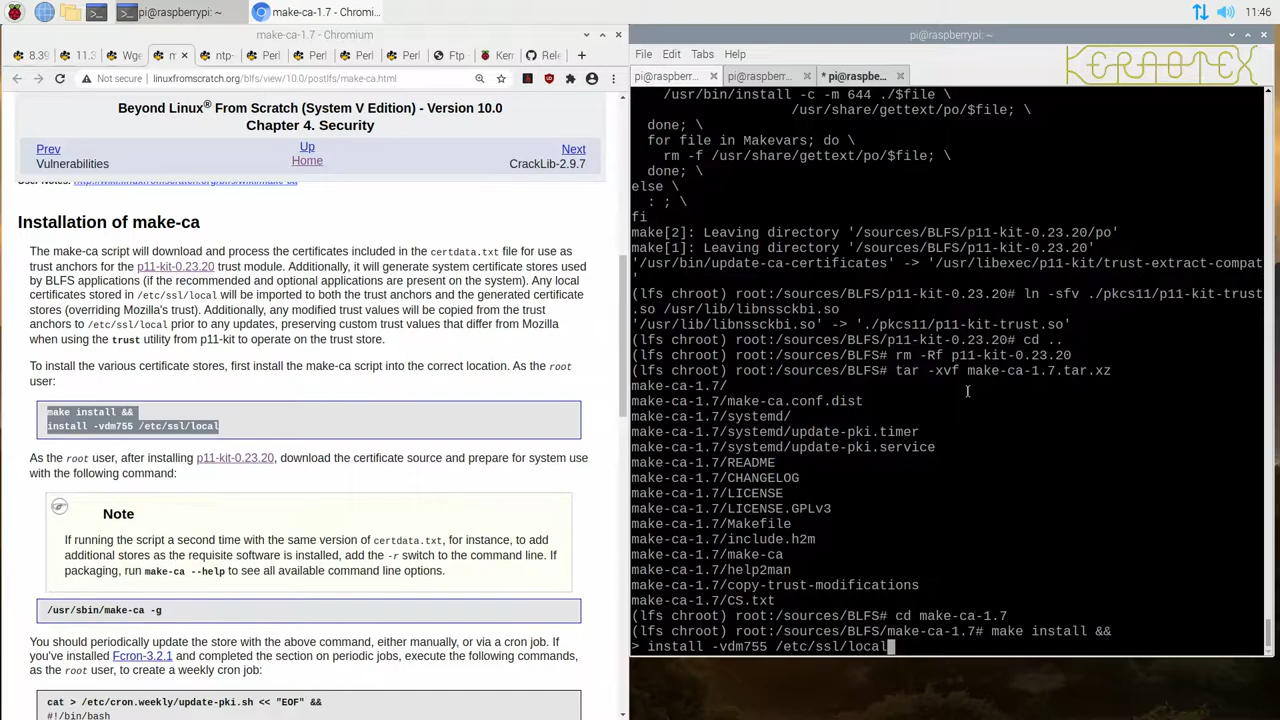 pi@raspberrypi: ~
make-ca-1.7 - Chromi...
11:46
make-ca-1.7 - Chromium
8.39
11.3
Wge
m
ntp-
Perl
Perl
Perl
Ftp-
Kerr
Rele
Not secure
linuxfromscratch.org/blfs/view/10.0/postlfs/make-ca.html
Beyond Linux® From Scratch (System V Edition) - Version 10.0
Chapter 4. Security
Prev
Up
Next
Vulnerabilities
Home
CrackLib-2.9.7
User Notes: http://wiki.linuxfromscratch.org/blfs/wiki/make-ca
Installation of make-ca
The make-ca script will download and process the certificates included in the certdata.txt file for use as
trust anchors for the p11-kit-0.23.20 trust module. Additionally, it will generate system certificate stores used
by BLFS applications (if the recommended and optional applications are present on the system). Any local
certificates stored in /etc/ssl/local will be imported to both the trust anchors and the generated certificate
stores (overriding Mozilla's trust). Additionally, any modified trust values will be copied from the trust
anchors to /etc/ssl/local prior to any updates, preserving custom trust values that differ from Mozilla
when using the trust utility from p11-kit to operate on the trust store.
To install the various certificate stores, first install the make-ca script into the correct location. As the root
user:
make install &&
install -vdm755 /etc/ssl/local
As the root user, after installing p11-kit-0.23.20, download the certificate source and prepare for system use
with the following command:
Note
If running the script a second time with the same version of certdata.txt, for instance, to add
additional stores as the requisite software is installed, add the -r switch to the command line. If
packaging, run make-ca --help to see all available command line options.
/usr/sbin/make-ca -g
You should periodically update the store with the above command, either manually, or via a cron job. If
you've installed Fcron-3.2.1 and completed the section on periodic jobs, execute the following commands,
as the root user, to create a weekly cron job:
cat > /etc/cron.weekly/update-pki.sh << "EOF" &&
#!/bin/bash
pi@raspberrypi: ~
File Edit Tabs Help
KERAOTEX
pi@raspberr...
pi@raspberr...
* pi@raspbe...
/usr/bin/install -c -m 644 ./$file \
/usr/share/gettext/po/$file; \
done; \
for file in Makevars; do \
rm -f /usr/share/gettext/po/$file; \
done; \
else \
: ; \
fi
make[2]: Leaving directory '/sources/BLFS/p11-kit-0.23.20/po'
make[1]: Leaving directory '/sources/BLFS/p11-kit-0.23.20'
'/usr/bin/update-ca-certificates' -> '/usr/libexec/p11-kit/trust-extract-compat
'
(lfs chroot) root:/sources/BLFS/p11-kit-0.23.20# ln -sfv ./pkcs11/p11-kit-trust
.so /usr/lib/libnssckbi.so
'/usr/lib/libnssckbi.so' -> './pkcs11/p11-kit-trust.so'
(lfs chroot) root:/sources/BLFS/p11-kit-0.23.20# cd ..
(lfs chroot) root:/sources/BLFS# rm -Rf p11-kit-0.23.20
(lfs chroot) root:/sources/BLFS# tar -xvf make-ca-1.7.tar.xz
make-ca-1.7/
make-ca-1.7/make-ca.conf.dist
make-ca-1.7/systemd/
make-ca-1.7/systemd/update-pki.timer
make-ca-1.7/systemd/update-pki.service
make-ca-1.7/README
make-ca-1.7/CHANGELOG
make-ca-1.7/LICENSE
make-ca-1.7/LICENSE.GPLv3
make-ca-1.7/Makefile
make-ca-1.7/include.h2m
make-ca-1.7/make-ca
make-ca-1.7/help2man
make-ca-1.7/copy-trust-modifications
make-ca-1.7/CS.txt
(lfs chroot) root:/sources/BLFS# cd make-ca-1.7
(lfs chroot) root:/sources/BLFS/make-ca-1.7# make install &&
> install -vdm755 /etc/ssl/local